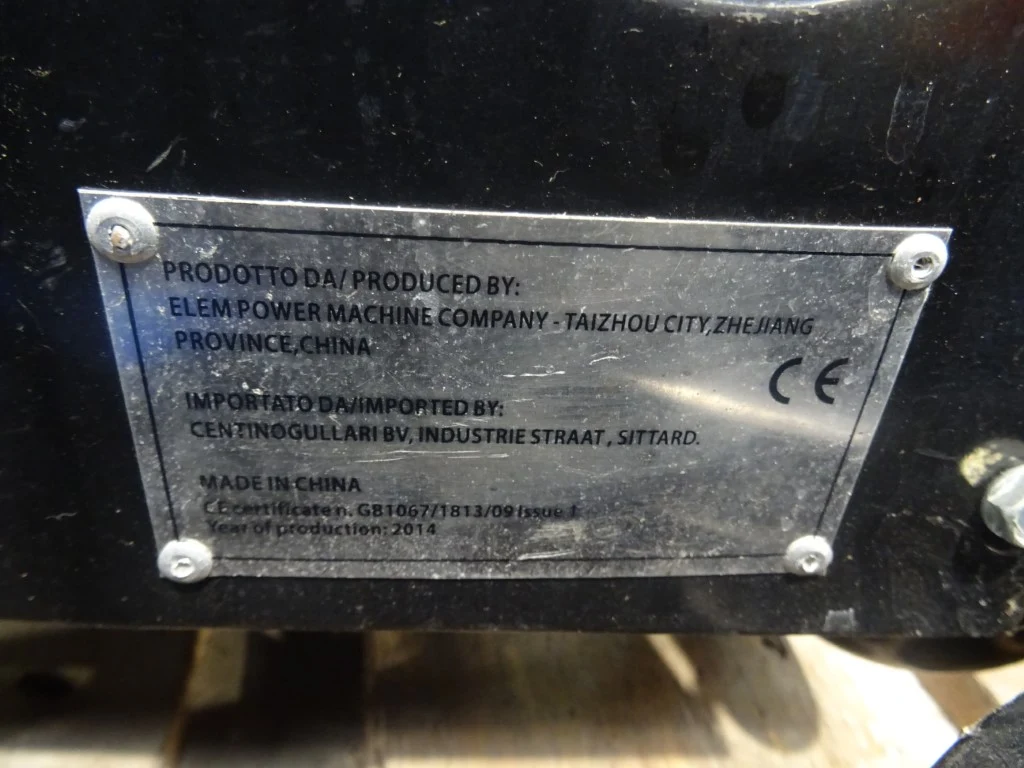 PRODOTTO DA/ PRODUCED BY:
ELEM POWER MACHINE COMPANY - TAIZHOU CITY,ZHEJIANG
PROVINCE,CHINA
CE
IMPORTATO DA/IMPORTED BY:
CENTINOGULLARI BV, INDUSTRIE STRAAT, SITTARD.
MADE IN CHINA
CE certificate n. GB1067/1813/09 Issue 1
Year of production: 2014